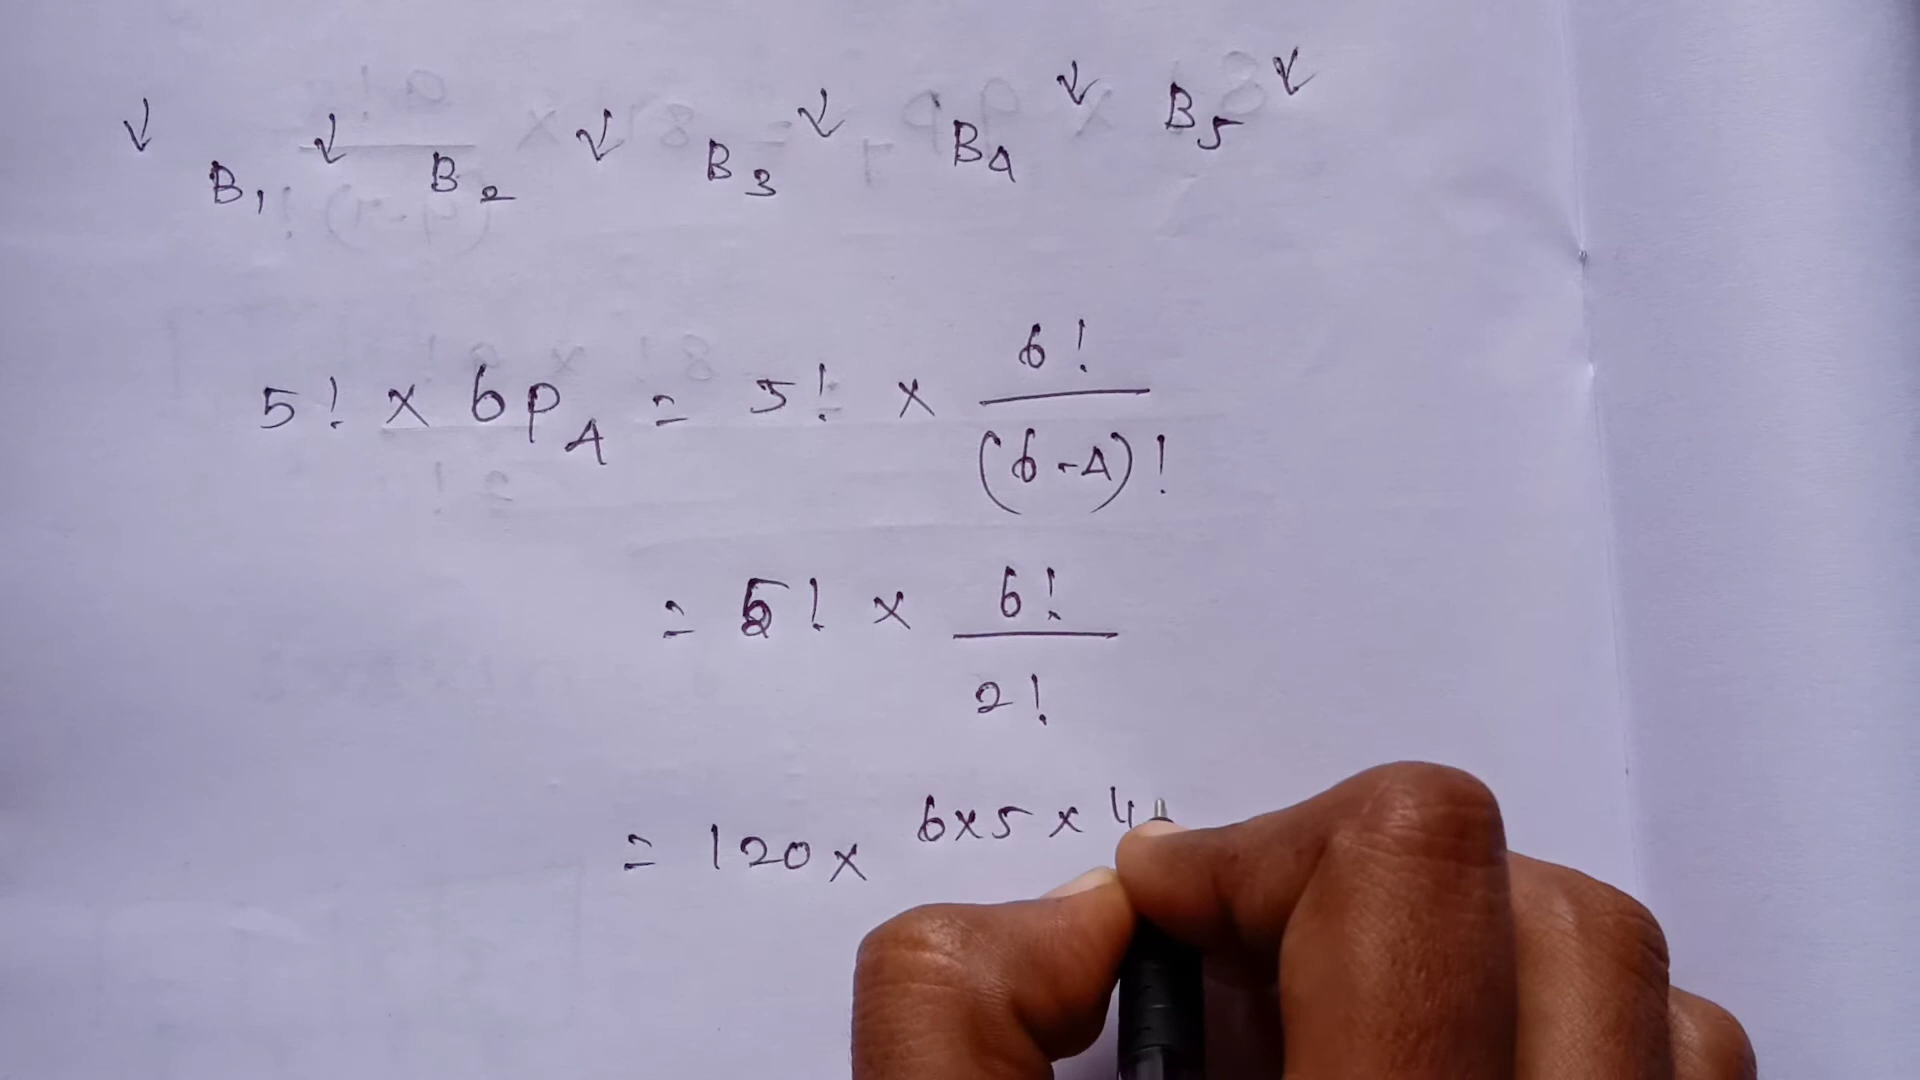 ↓ B₁ ↓ B₂ ↓ B₃ ↓ B₄ ↓ B₅ ↓
5! × 6P₄ = 5! × 6!/(6-4)!
= 5! × 6!/2!
= 120 × 6×5×4